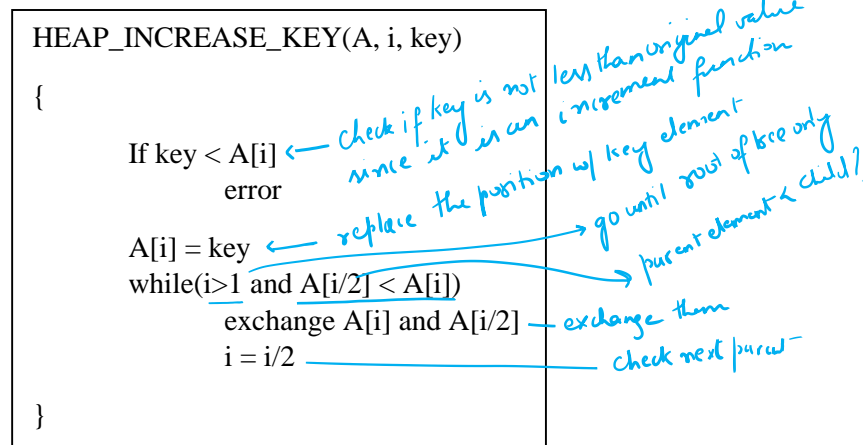 HEAP_INCREASE_KEY(A, i, key)
{
If key < A[i]
error
A[i] = key
while(i>1 and A[i/2] < A[i])
exchange A[i] and A[i/2]
i = i/2
}
check if key is not less than original value
since it is an increment function
replace the position w/ key element
go until root of tree only
parent element < child?
exchange them
check next parent